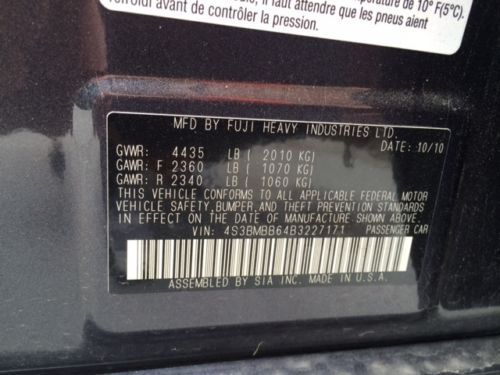 empérature de 10° F(5°C).
véhicule, il faut attendre que les pneus aient
refroidi avant de contrôler la pression.
MFD BY FUJI HEAVY INDUSTRIES LTD.
DATE: 10/10
GVWR: 4435 LB ( 2010 KG)
GAWR: F 2360 LB ( 1070 KG)
GAWR: R 2340 LB ( 1060 KG)
THIS VEHICLE CONFORMS TO ALL APPLICABLE FEDERAL MOTOR
VEHICLE SAFETY, BUMPER, AND THEFT PREVENTION STANDARDS
IN EFFECT ON THE DATE OF MANUFACTURE SHOWN ABOVE.
VIN: 4S3BMBB64B3227171 PASSENGER CAR
ASSEMBLED BY SIA INC. MADE IN U.S.A.